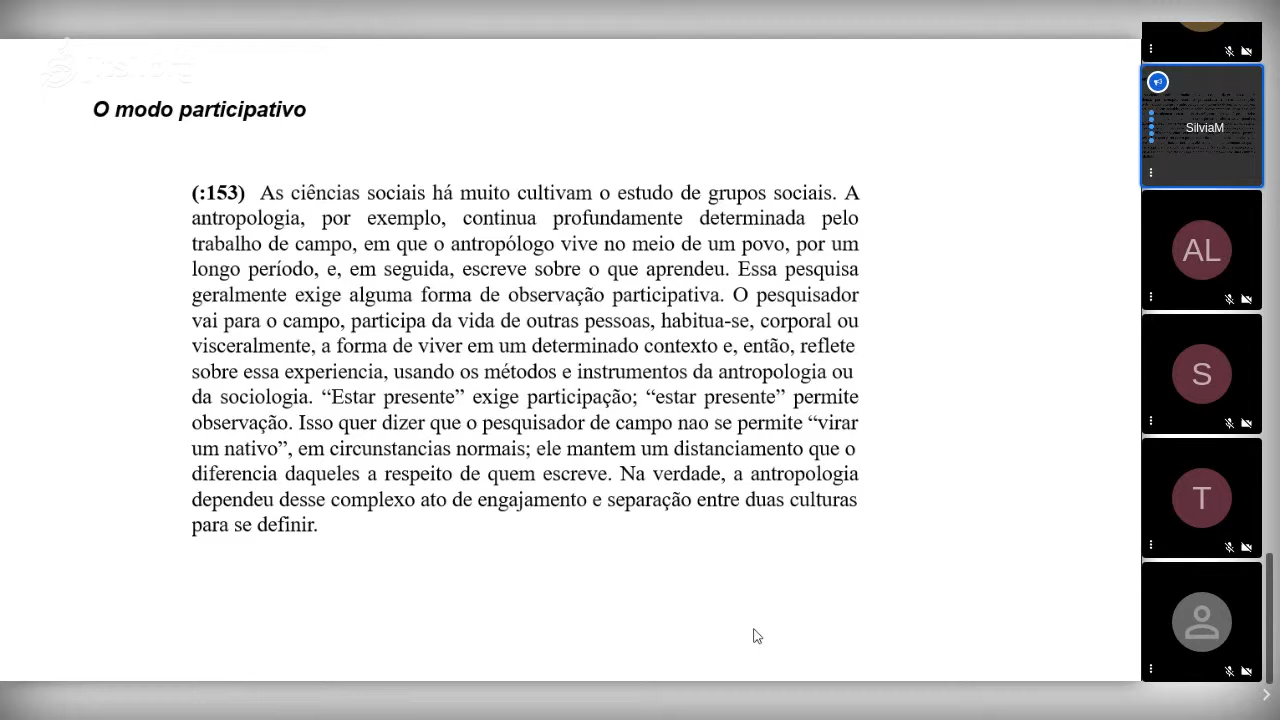 O modo participativo
(:153) As ciências sociais há muito cultivam o estudo de grupos sociais. A
antropologia, por exemplo, continua profundamente determinada pelo
trabalho de campo, em que o antropólogo vive no meio de um povo, por um
longo período, e, em seguida, escreve sobre o que aprendeu. Essa pesquisa
geralmente exige alguma forma de observação participativa. O pesquisador
vai para o campo, participa da vida de outras pessoas, habitua-se, corporal ou
visceralmente, a forma de viver em um determinado contexto e, então, reflete
sobre essa experiencia, usando os métodos e instrumentos da antropologia ou
da sociologia. “Estar presente” exige participação; “estar presente” permite
observação. Isso quer dizer que o pesquisador de campo nao se permite “virar
um nativo”, em circunstancias normais; ele mantem um distanciamento que o
diferencia daqueles a respeito de quem escreve. Na verdade, a antropologia
dependeu desse complexo ato de engajamento e separação entre duas culturas
para se definir.
SilviaM
AL
S
T